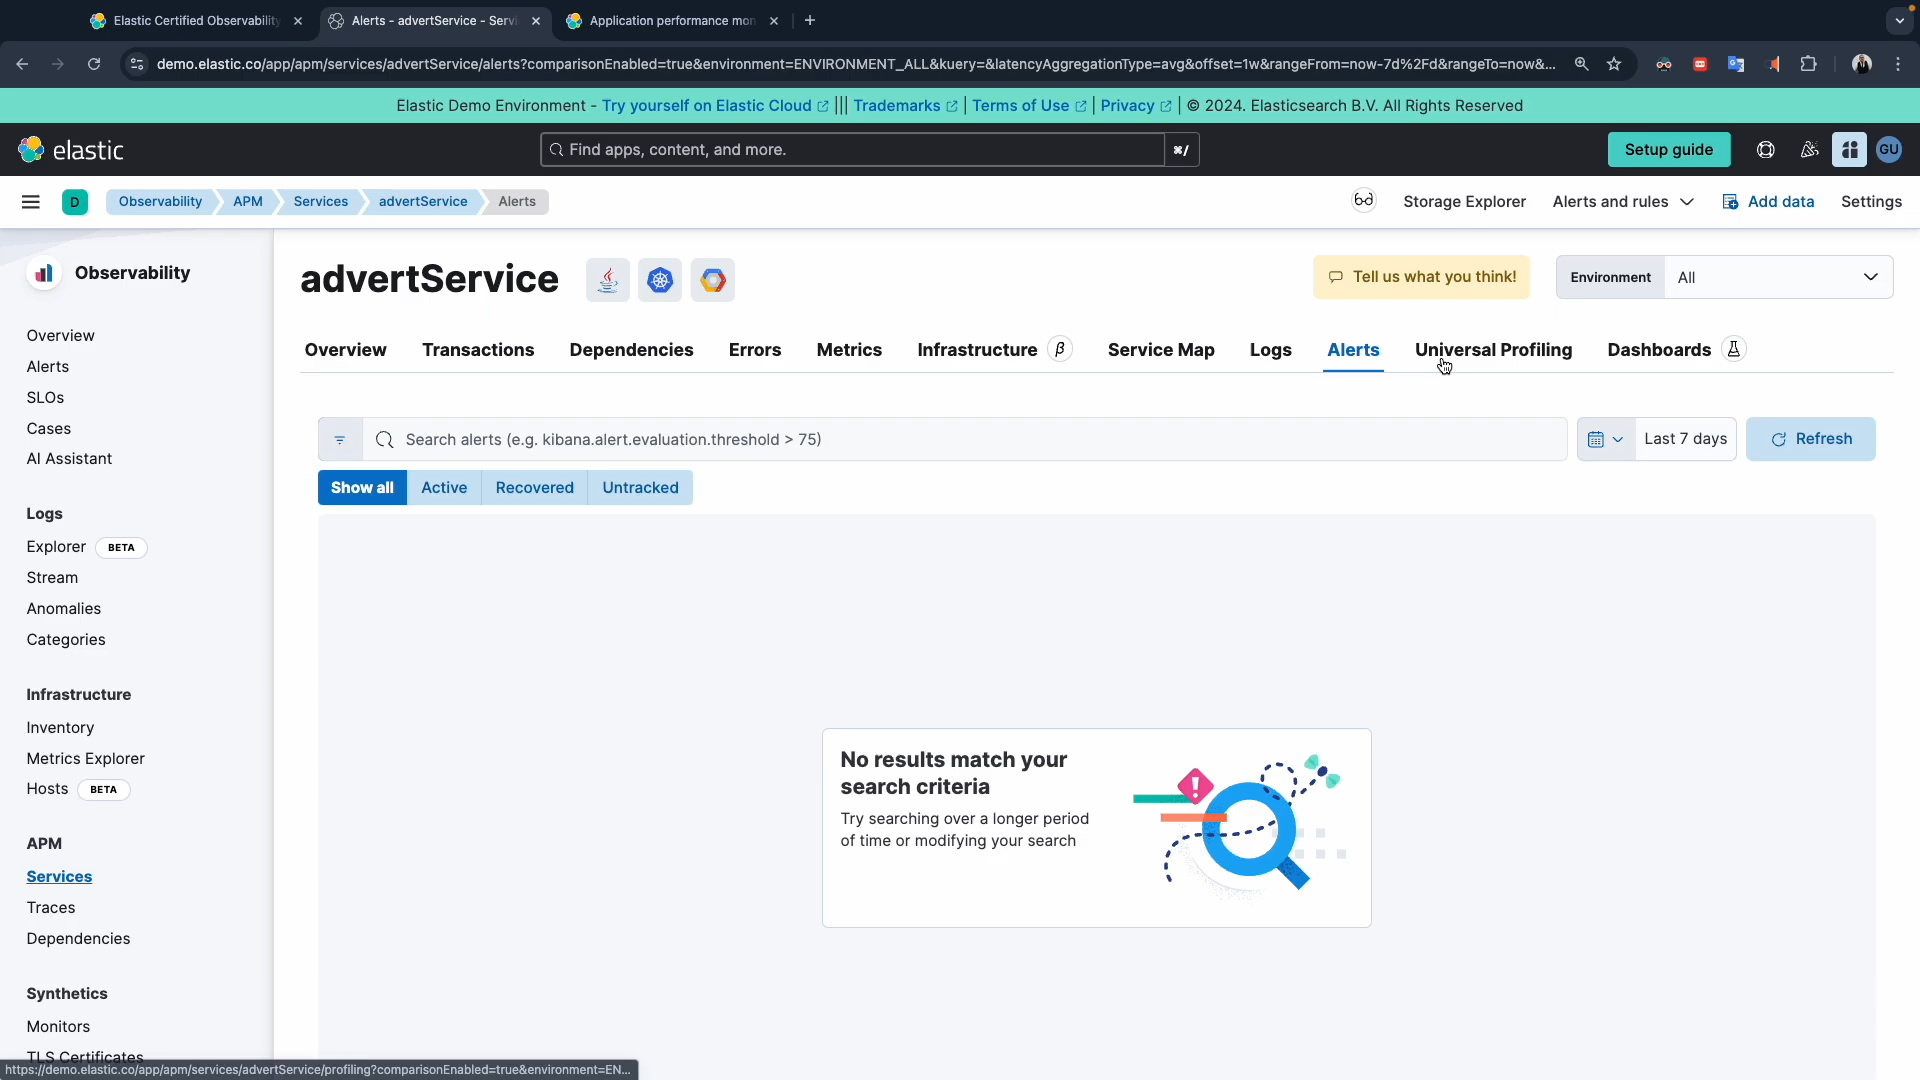 Elastic Certified Observability
Alerts - advertService - Servi
Application performance mon
demo.elastic.co/app/apm/services/advertService/alerts?comparisonEnabled=true&environment=ENVIRONMENT_ALL&kuery=&latencyAggregationType=avg&offset=1w&rangeFrom=now-7d%2Fd&rangeTo=now&...
Elastic Demo Environment - Try yourself on Elastic Cloud ||| Trademarks | Terms of Use | Privacy | © 2024. Elasticsearch B.V. All Rights Reserved
elastic
Find apps, content, and more.
⌘/
Setup guide
GU
D
Observability
APM
Services
advertService
Alerts
Storage Explorer
Alerts and rules
Add data
Settings
Observability
Overview
Alerts
SLOs
Cases
AI Assistant
Logs
Explorer BETA
Stream
Anomalies
Categories
Infrastructure
Inventory
Metrics Explorer
Hosts BETA
APM
Services
Traces
Dependencies
Synthetics
Monitors
TLS Certificates
advertService
Tell us what you think!
Environment All
Overview Transactions Dependencies Errors Metrics Infrastructure β Service Map Logs Alerts Universal Profiling Dashboards
Search alerts (e.g. kibana.alert.evaluation.threshold > 75)
Last 7 days
Refresh
Show all Active Recovered Untracked
No results match your
search criteria
Try searching over a longer period
of time or modifying your search
https://demo.elastic.co/app/apm/services/advertService/profiling?comparisonEnabled=true&environment=EN...